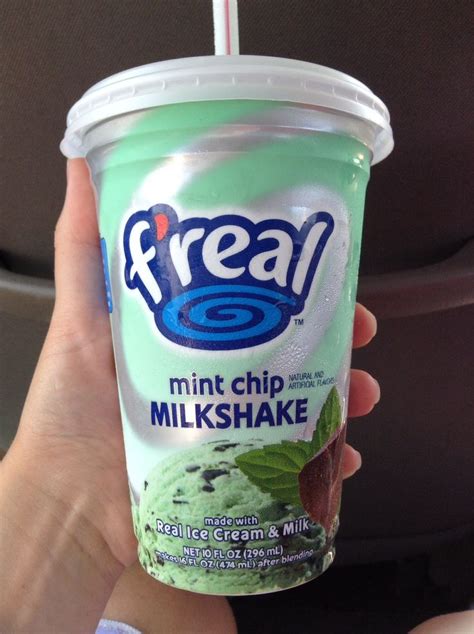 f'real
TM
mint chip
NATURAL AND
ARTIFICIAL FLAVORS
MILKSHAKE
made with
Real Ice Cream & Milk
NET 10 FL OZ (296 mL)
makes 16 FL OZ (474 mL) after blending